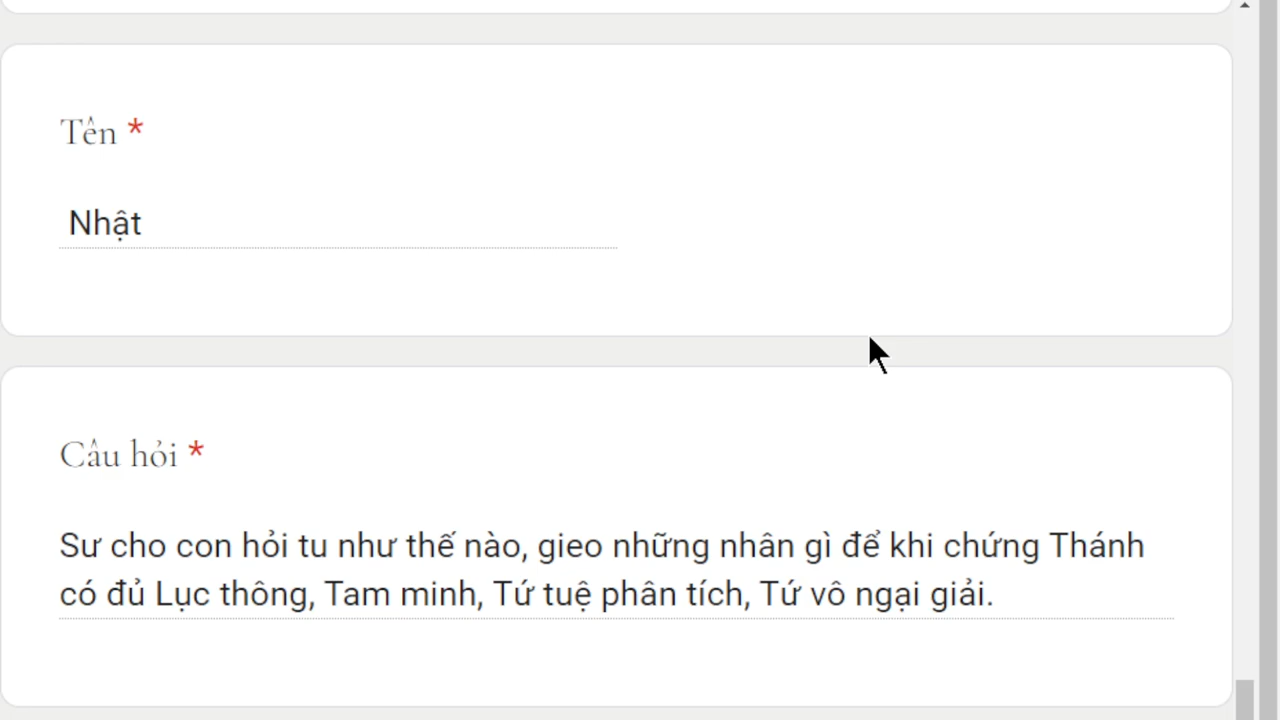 Tên *
Nhật
Câu hỏi *
Sư cho con hỏi tu như thế nào, gieo những nhân gì để khi chứng Thánh
có đủ Lục thông, Tam minh, Tứ tuệ phân tích, Tứ vô ngại giải.